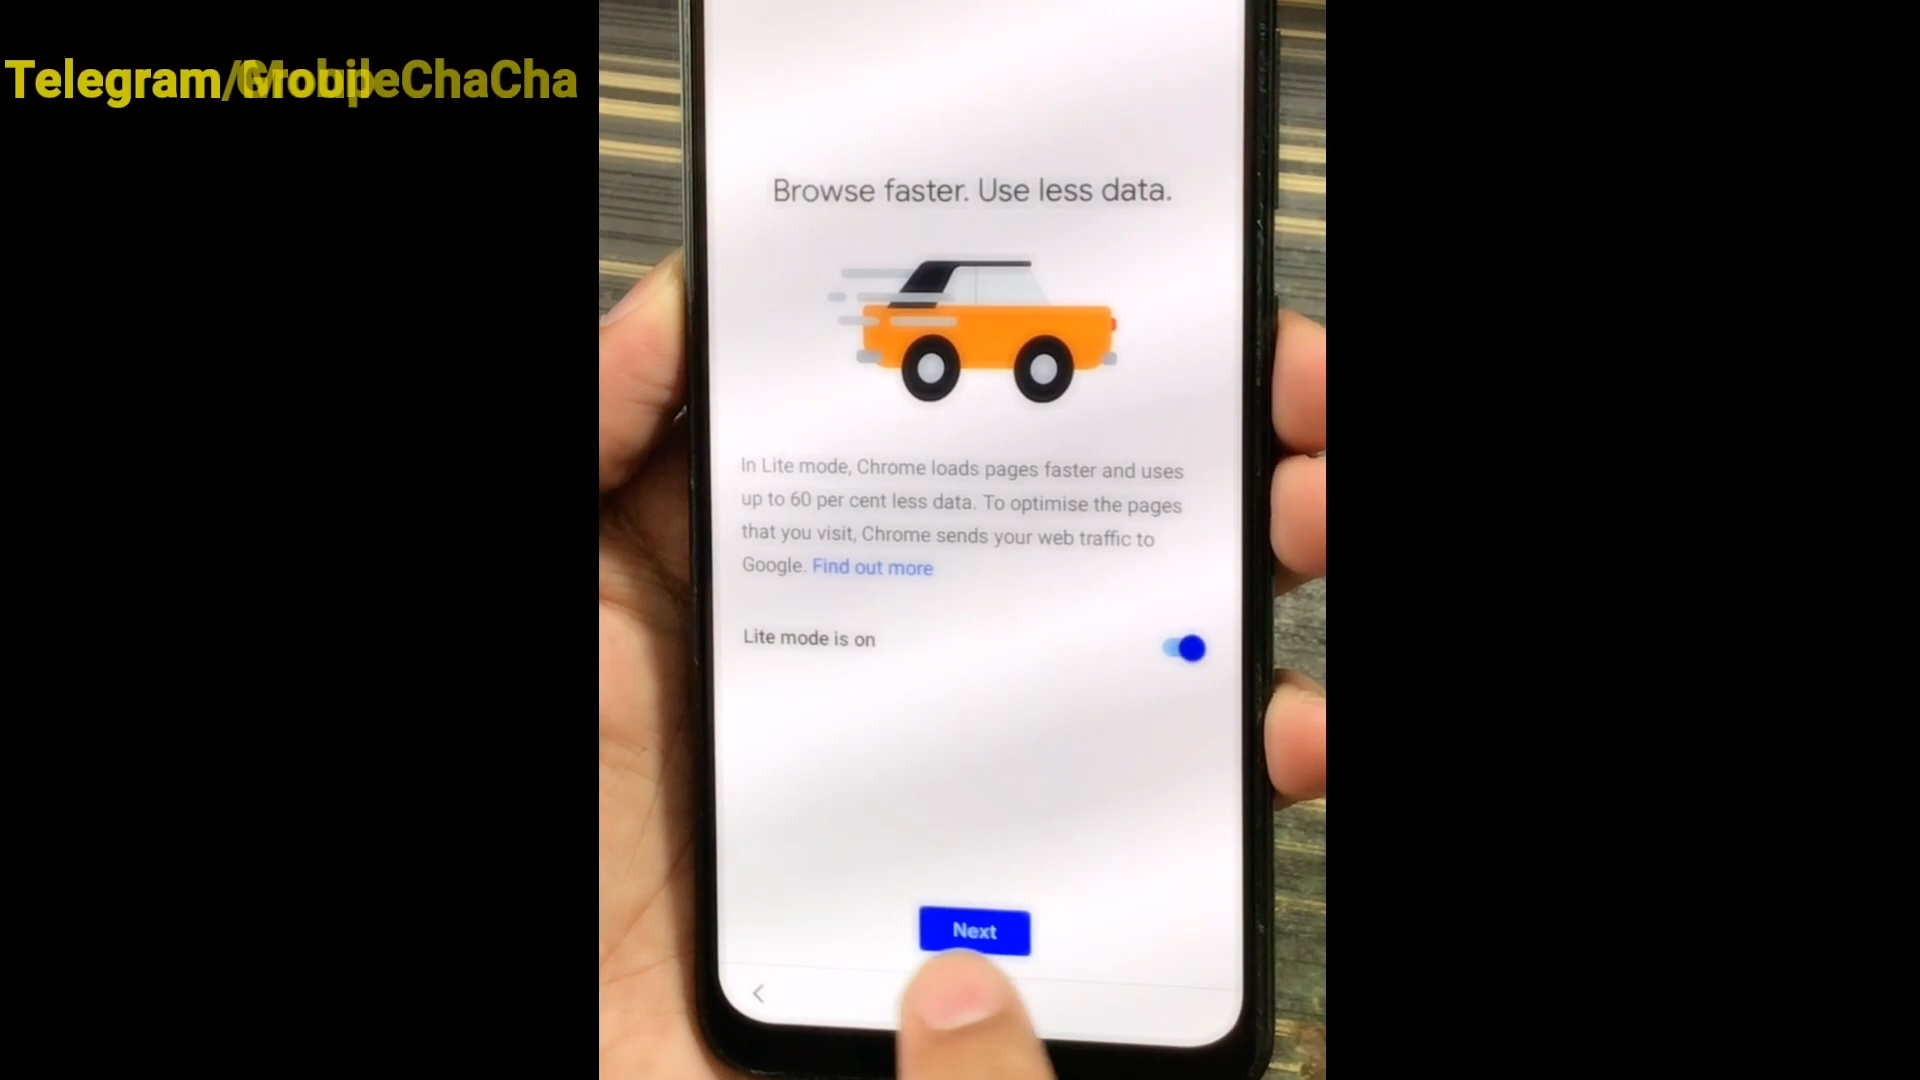 Telegram/
Browse faster. Use less data.
In Lite mode, Chrome loads pages faster and uses
up to 60 per cent less data. To optimise the pages
that you visit, Chrome sends your web traffic to
Google. Find out more
Lite mode is on
Next